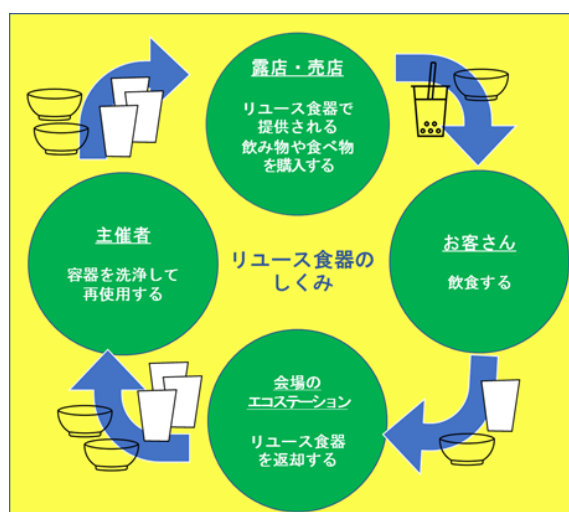 露店・売店
リユース食器で
提供される
飲み物や食べ物
を購入する
主催者
容器を洗浄して
再使用する
リユース食器の
しくみ
お客さん
飲食する
会場の
エコステーション
リユース食器
を返却する